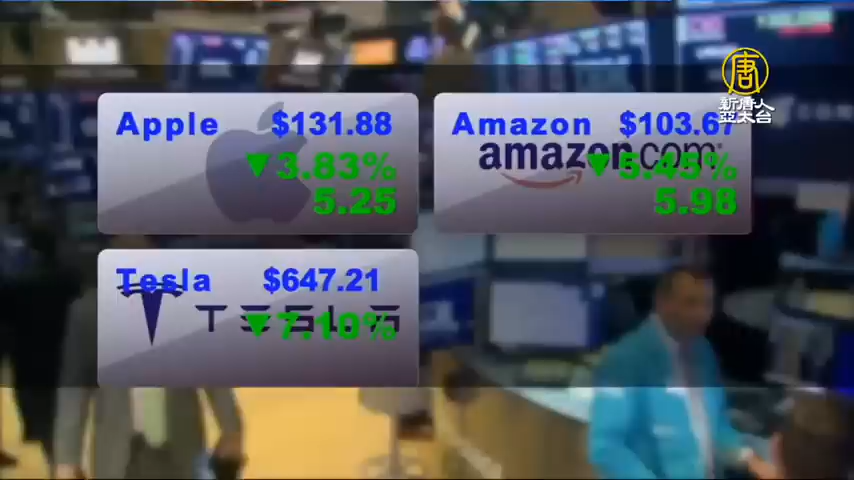 唐
新唐人
亞太台
Apple $131.88
▼3.83%
5.25
Amazon $103.67
amazon.com
▼5.45%
5.98
Tesla $647.21
TESLA
▼7.10%